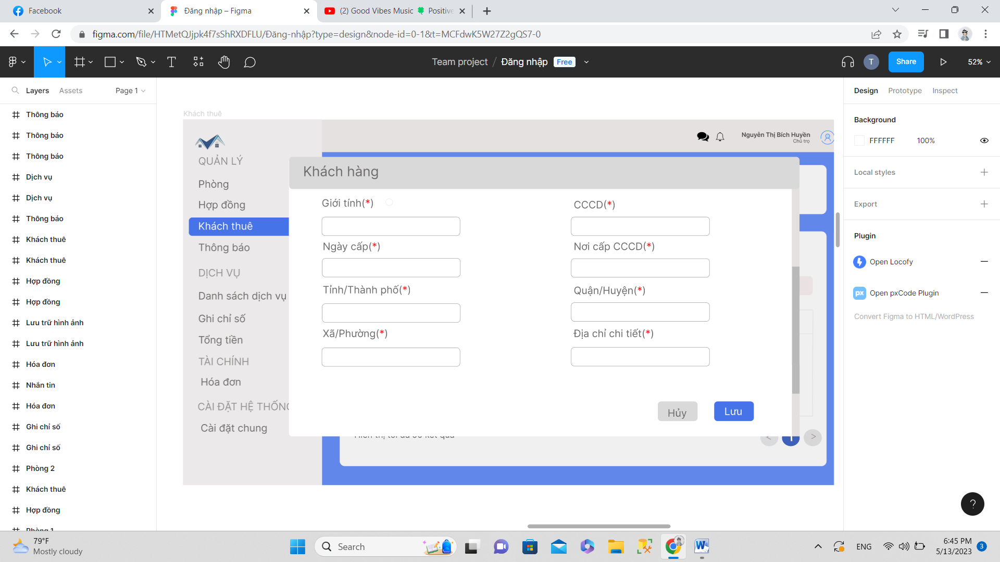 Facebook
Đăng nhập – Figma
(2) Good Vibes Music 🍀 Positive
figma.com/file/HTMetQJjpk4f7sShRXDFLU/Đăng-nhập?type=design&node-id=0-1&t=MCFdwK5W27Z2gQS7-0
Team project / Đăng nhập Free
T
Share
52%
Layers Assets Page 1
Thông báo
Thông báo
Thông báo
Dịch vụ
Dịch vụ
Thông báo
Khách thuê
Khách thuê
Hợp đồng
Hợp đồng
Lưu trữ hình ảnh
Lưu trữ hình ảnh
Hóa đơn
Nhắn tin
Hóa đơn
Ghi chỉ số
Ghi chỉ số
Phòng 2
Khách thuê
Hợp đồng
Phòng 1
Khách thuê
Nguyễn Thị Bích Huyền
Chủ trọ
QUẢN LÝ
Phòng
Hợp đồng
Khách thuê
Thông báo
DỊCH VỤ
Danh sách dịch vụ
Ghi chỉ số
Tổng tiền
TÀI CHÍNH
Hóa đơn
CÀI ĐẶT HỆ THỐNG
Cài đặt chung
Khách hàng
Giới tính(*)
CCCD(*)
Ngày cấp(*)
Nơi cấp CCCD(*)
Tỉnh/Thành phố(*)
Quận/Huyện(*)
Xã/Phường(*)
Địa chỉ chi tiết(*)
Hủy
Lưu
Hiển thị tối đa 50 kết quả
< 1 >
Design Prototype Inspect
Background
FFFFFF 100%
Local styles
Export
Plugin
Open Locofy
px Open pxCode Plugin
Convert Figma to HTML/WordPress
?
79°F
Mostly cloudy
Search
ENG
6:45 PM
5/13/2023
3